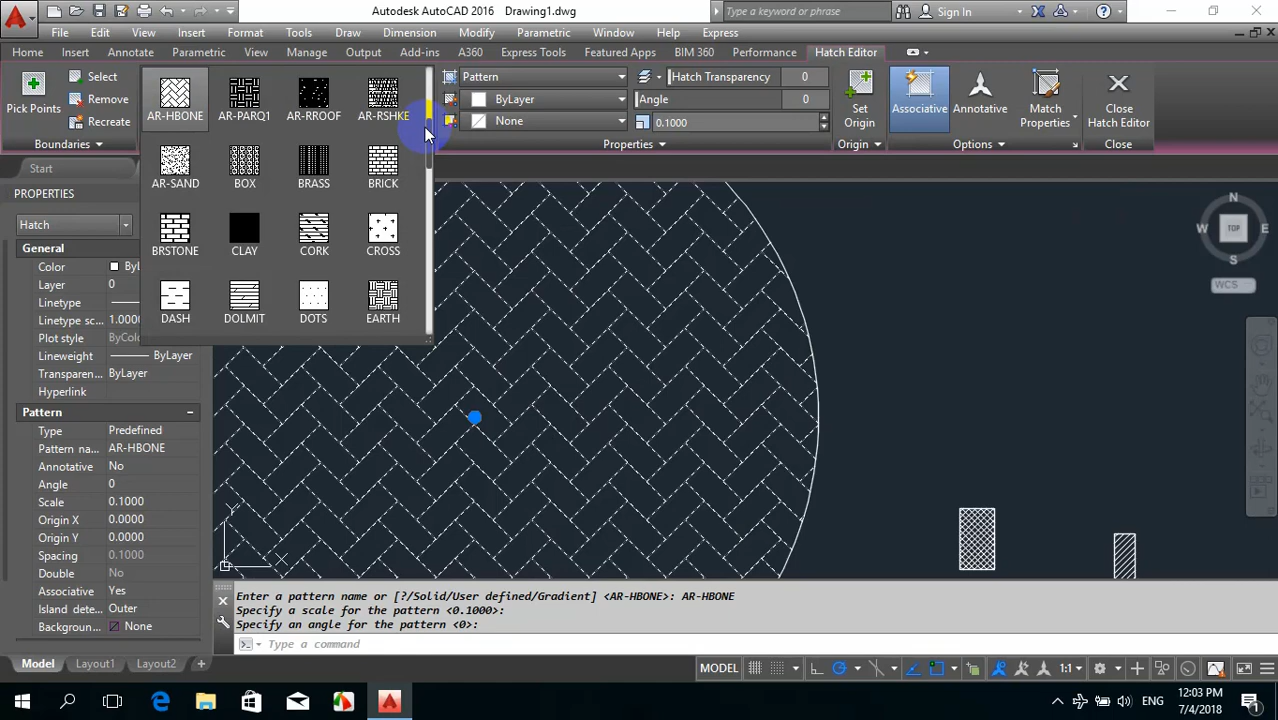 Autodesk AutoCAD 2016 Drawing1.dwg
Type a keyword or phrase
Sign In
File Edit View Insert Format Tools Draw Dimension Modify Parametric Window Help Express
Home Insert Annotate Parametric View Manage Output Add-ins A360 Express Tools Featured Apps BIM 360 Performance Hatch Editor
Pick Points
Select
Remove
Recreate
Boundaries
AR-HBONE AR-PARQ1 AR-RROOF AR-RSHKE
AR-SAND BOX BRASS BRICK
BRSTONE CLAY CORK CROSS
DASH DOLMIT DOTS EARTH
Pattern
ByLayer
None
Hatch Transparency 0
Angle 0
0.1000
Properties
Set Origin
Origin
Associative
Annotative
Match Properties
Options
Close Hatch Editor
Close
Start
PROPERTIES
Hatch
General
Color ByL
Layer 0
Linetype
Linetype sc... 1.0000
Plot style ByColo
Lineweight ByLayer
Transparen... ByLayer
Hyperlink
Pattern
Type Predefined
Pattern na... AR-HBONE
Annotative No
Angle 0
Scale 0.1000
Origin X 0.0000
Origin Y 0.0000
Spacing 0.1000
Double No
Associative Yes
Island dete... Outer
Backgroun... None
N
W TOP E
S
WCS
Y
X
Enter a pattern name or [?/Solid/User defined/Gradient] <AR-HBONE>: AR-HBONE
Specify a scale for the pattern <0.1000>:
Specify an angle for the pattern <0>:
Type a command
Model Layout1 Layout2 +
MODEL
1:1
ENG
12:03 PM
7/4/2018
1